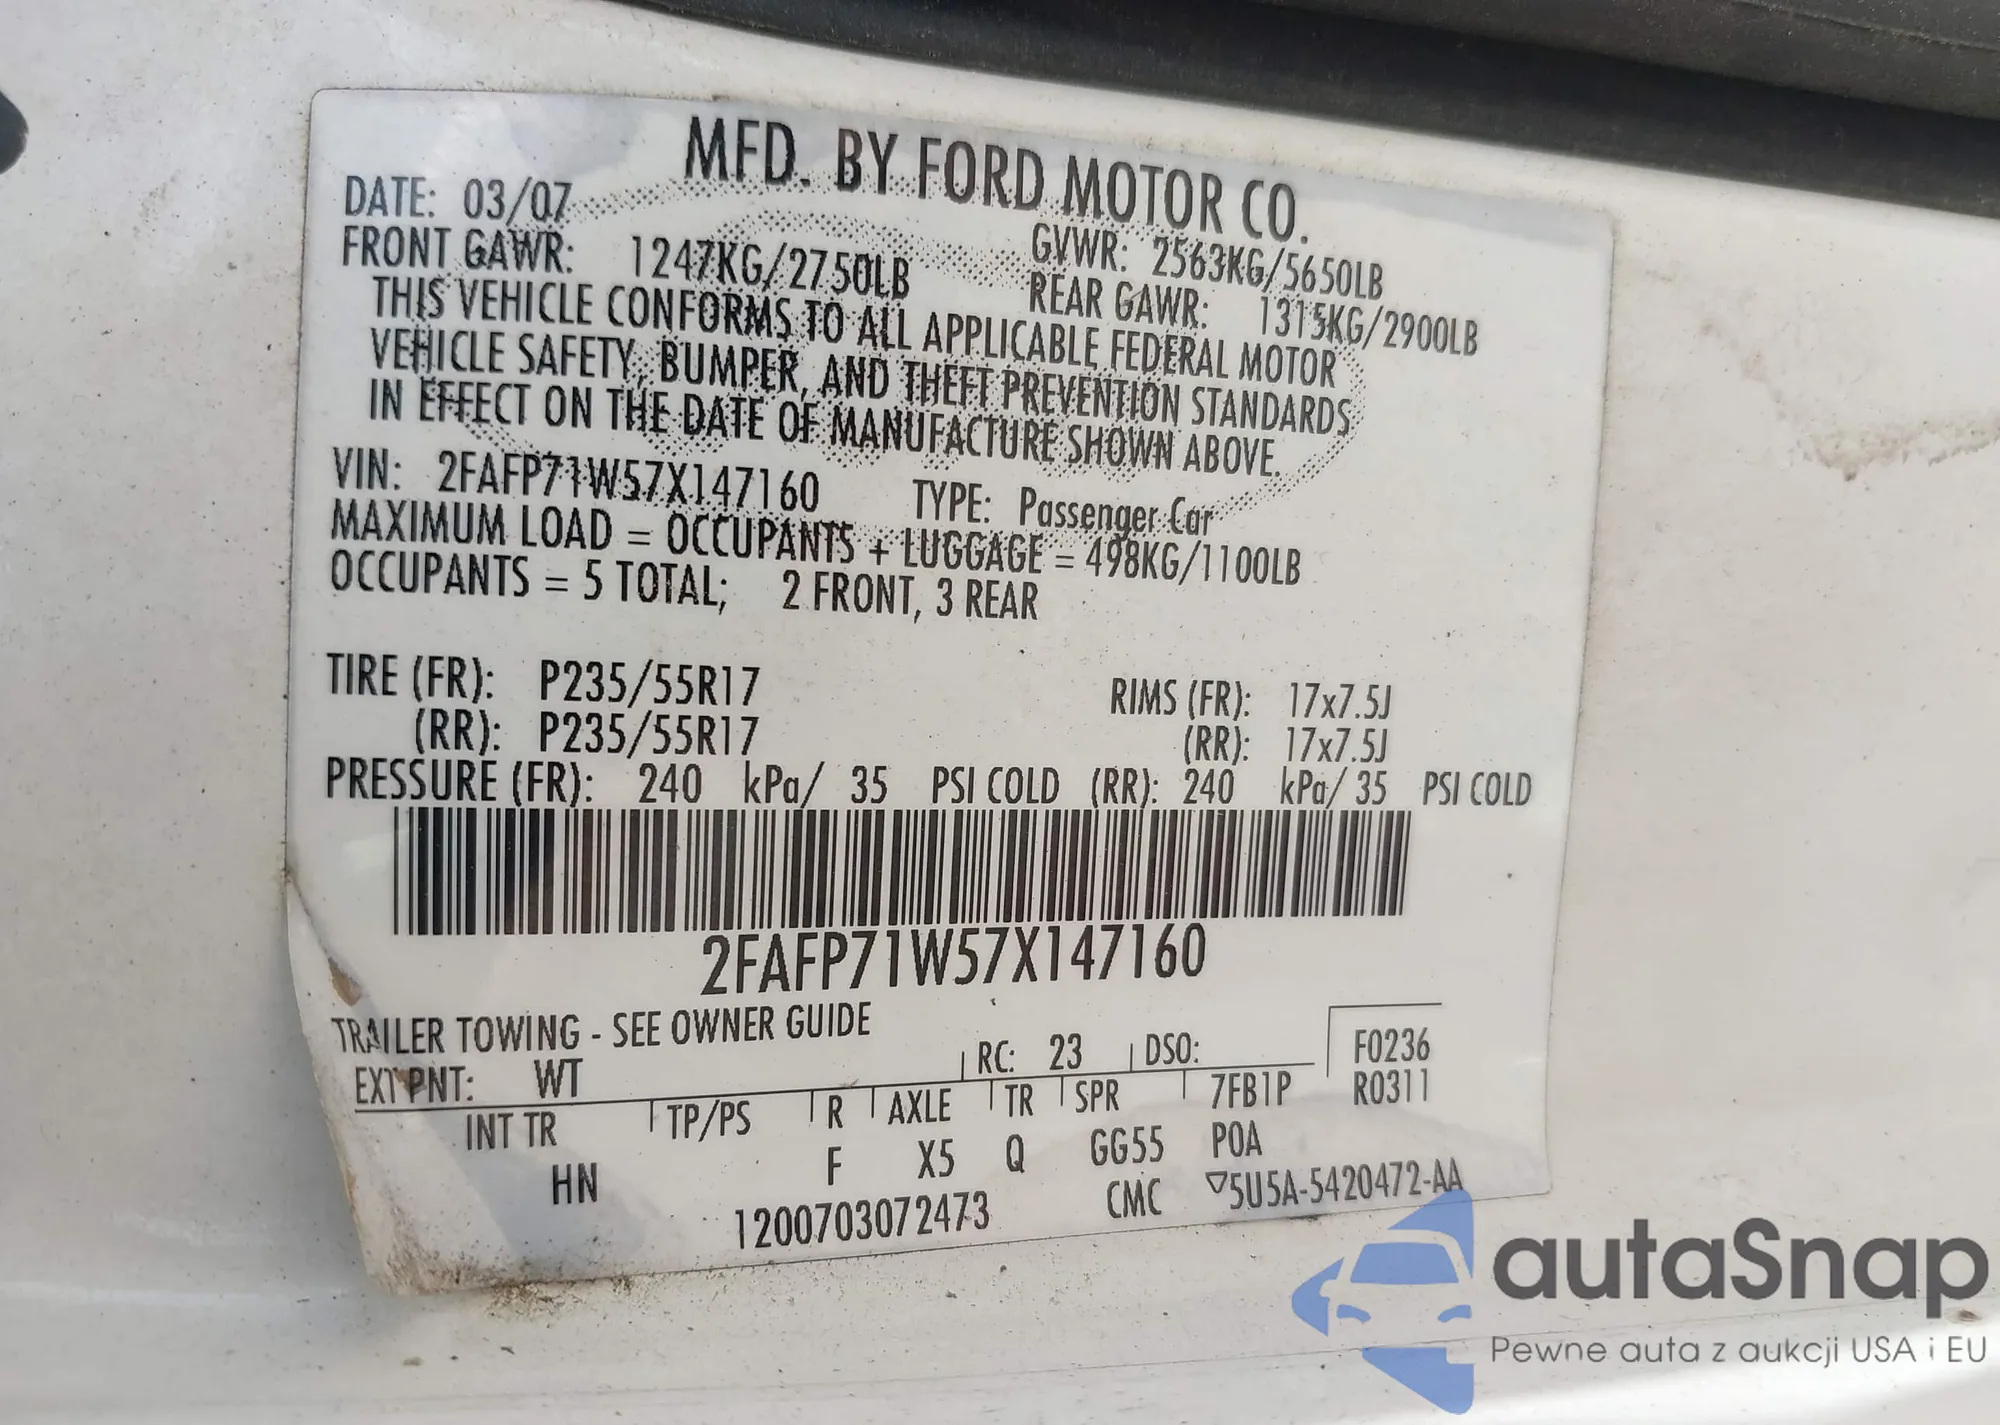 MFD. BY FORD MOTOR CO.
DATE: 03/07
GVWR: 2563KG/5650LB
FRONT GAWR: 1247KG/2750LB
REAR GAWR: 1315KG/2900LB
THIS VEHICLE CONFORMS TO ALL APPLICABLE FEDERAL MOTOR
VEHICLE SAFETY, BUMPER, AND THEFT PREVENTION STANDARDS
IN EFFECT ON THE DATE OF MANUFACTURE SHOWN ABOVE.
VIN: 2FAFP71W57X147160 TYPE: Passenger Car
MAXIMUM LOAD = OCCUPANTS + LUGGAGE = 498KG/1100LB
OCCUPANTS = 5 TOTAL; 2 FRONT, 3 REAR
TIRE (FR): P235/55R17 RIMS (FR): 17x7.5J
(RR): P235/55R17 (RR): 17x7.5J
PRESSURE (FR): 240 kPa/ 35 PSI COLD (RR): 240 kPa/ 35 PSI COLD
2FAFP71W57X147160
TRAILER TOWING - SEE OWNER GUIDE
EXT PNT: WT RC: 23 DSO: F0236
INT TR TP/PS R AXLE TR SPR 7FB1P R0311
HN F X5 Q GG55 POA
1200703072473 CMC ▽5U5A-5420472-AA
autaSnap
Pewne auta z aukcji USA i EU